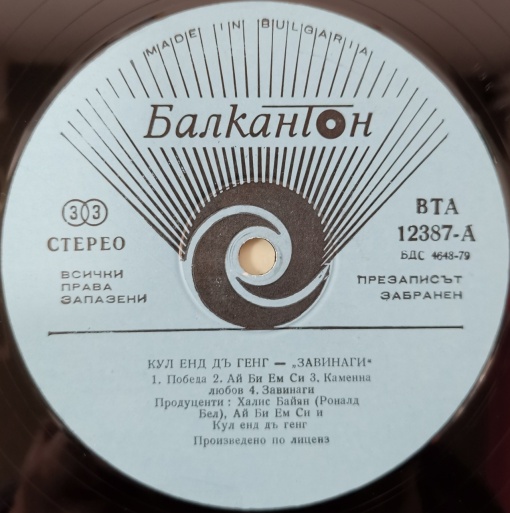 MADE IN BULGARIA
Балкантон
33
СТЕРЕО
ВТА
12387-А
БДС 4648-79
ВСИЧКИ
ПРАВА
ЗАПАЗЕНИ
ПРЕЗАПИСЪТ
ЗАБРАНЕН
КУЛ ЕНД ДЪ ГЕНГ — „ЗАВИНАГИ“
1. Победа 2. Ай Би Ем Си 3. Каменна
любов 4. Завинаги
Продуценти : Халис Байян (Роналд
Бел), Ай Би Ем Си и
Кул енд дъ генг
Произведено по лиценз